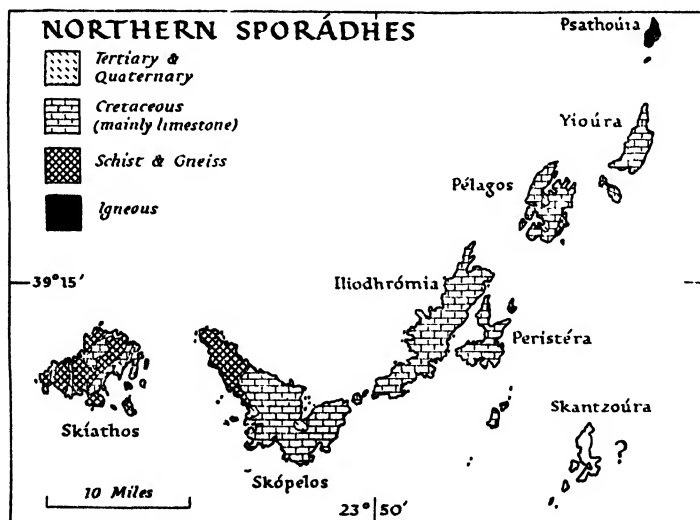 NORTHERN SPORÁDHES
Tertiary &
Quaternary
Cretaceous
(mainly limestone)
Schist & Gneiss
Igneous
Psathoúra
Yioúra
Pélagos
39°15′
Iliodhrómia
Peristéra
Skantzoúra
?
Skíathos
Skópelos
10 Miles
23°50′